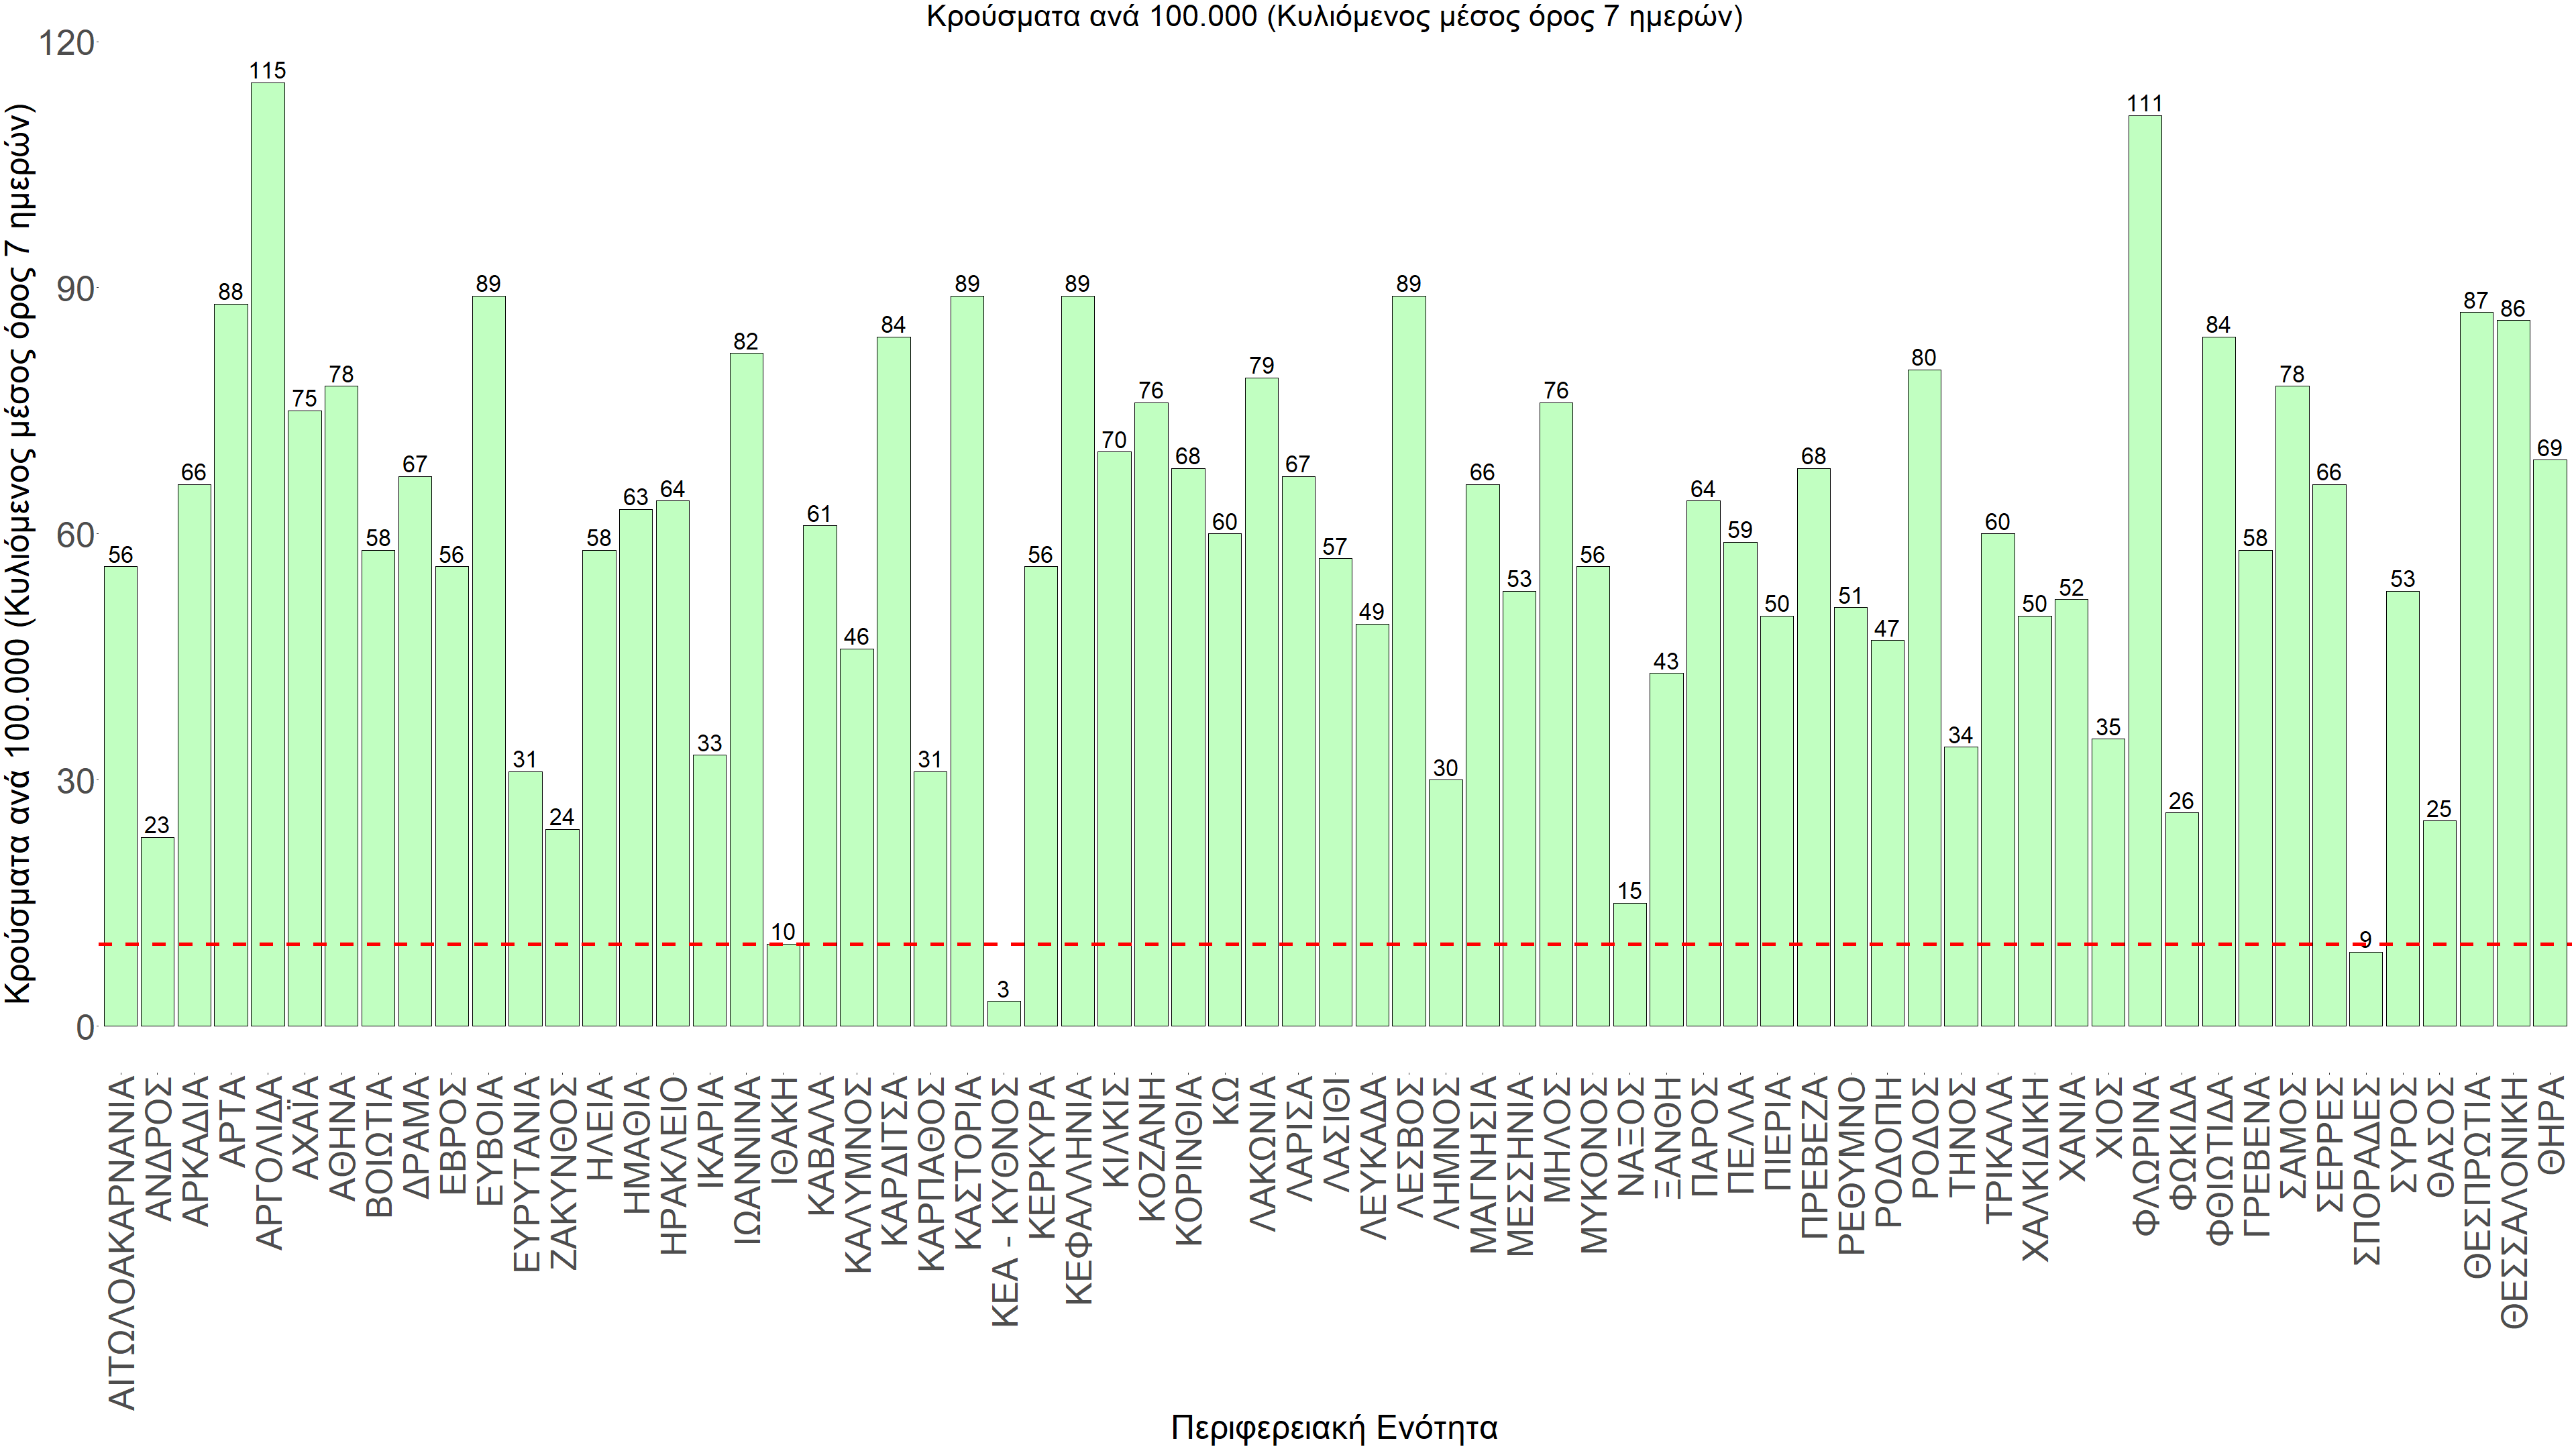 Κρούσματα ανά 100.000 (Κυλιόμενος μέσος όρος 7 ημερών)
Κρούσματα ανά 100.000 (Κυλιόμενος μέσος όρος 7 ημερών)
120
90
60
30
0
56
23
66
88
115
75
78
58
67
56
89
31
24
58
63
64
33
82
10
61
46
84
31
89
3
56
89
70
76
68
60
79
67
57
49
89
30
66
53
76
56
15
43
64
59
50
68
51
47
80
34
60
50
52
35
111
26
84
58
78
66
9
53
25
87
86
69
ΑΙΤΩΛΟΑΚΑΡΝΑΝΙΑ
ΑΝΔΡΟΣ
ΑΡΚΑΔΙΑ
ΑΡΤΑ
ΑΡΓΟΛΙΔΑ
ΑΧΑΪΑ
ΑΘΗΝΑ
ΒΟΙΩΤΙΑ
ΔΡΑΜΑ
ΕΒΡΟΣ
ΕΥΒΟΙΑ
ΕΥΡΥΤΑΝΙΑ
ΖΑΚΥΝΘΟΣ
ΗΛΕΙΑ
ΗΜΑΘΙΑ
ΗΡΑΚΛΕΙΟ
ΙΚΑΡΙΑ
ΙΩΑΝΝΙΝΑ
ΙΘΑΚΗ
ΚΑΒΑΛΑ
ΚΑΛΥΜΝΟΣ
ΚΑΡΔΙΤΣΑ
ΚΑΡΠΑΘΟΣ
ΚΑΣΤΟΡΙΑ
ΚΕΑ - ΚΥΘΝΟΣ
ΚΕΡΚΥΡΑ
ΚΕΦΑΛΛΗΝΙΑ
ΚΙΛΚΙΣ
ΚΟΖΑΝΗ
ΚΟΡΙΝΘΙΑ
ΚΩ
ΛΑΚΩΝΙΑ
ΛΑΡΙΣΑ
ΛΑΣΙΘΙ
ΛΕΥΚΑΔΑ
ΛΕΣΒΟΣ
ΛΗΜΝΟΣ
ΜΑΓΝΗΣΙΑ
ΜΕΣΣΗΝΙΑ
ΜΗΛΟΣ
ΜΥΚΟΝΟΣ
ΝΑΞΟΣ
ΞΑΝΘΗ
ΠΑΡΟΣ
ΠΕΛΛΑ
ΠΙΕΡΙΑ
ΠΡΕΒΕΖΑ
ΡΕΘΥΜΝΟ
ΡΟΔΟΠΗ
ΡΟΔΟΣ
ΤΗΝΟΣ
ΤΡΙΚΑΛΑ
ΧΑΛΚΙΔΙΚΗ
ΧΑΝΙΑ
ΧΙΟΣ
ΦΛΩΡΙΝΑ
ΦΩΚΙΔΑ
ΦΘΙΩΤΙΔΑ
ΓΡΕΒΕΝΑ
ΣΑΜΟΣ
ΣΕΡΡΕΣ
ΣΠΟΡΑΔΕΣ
ΣΥΡΟΣ
ΘΑΣΟΣ
ΘΕΣΠΡΩΤΙΑ
ΘΕΣΣΑΛΟΝΙΚΗ
ΘΗΡΑ
Περιφερειακή Ενότητα